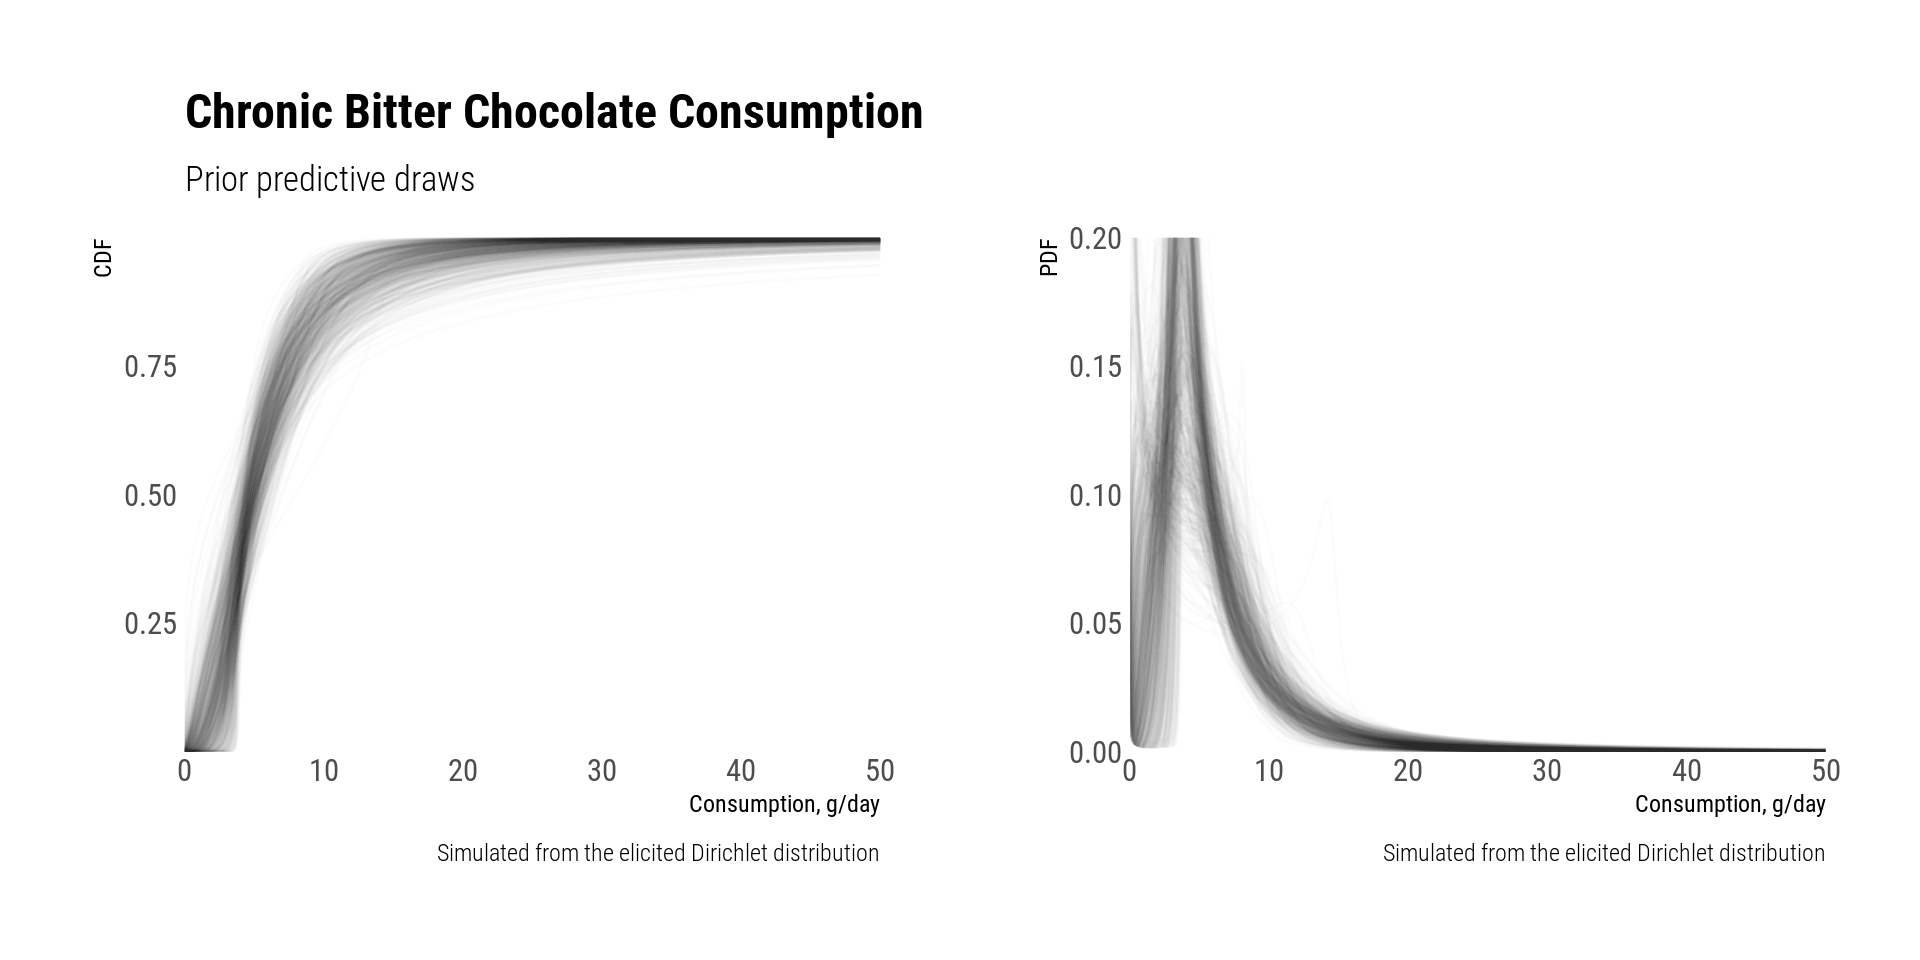 Chronic Bitter Chocolate Consumption
Prior predictive draws
CDF
0.75
0.50
0.25
0 10 20 30 40 50
Consumption, g/day
Simulated from the elicited Dirichlet distribution
PDF
0.20
0.15
0.10
0.05
0.00
0 10 20 30 40 50
Consumption, g/day
Simulated from the elicited Dirichlet distribution